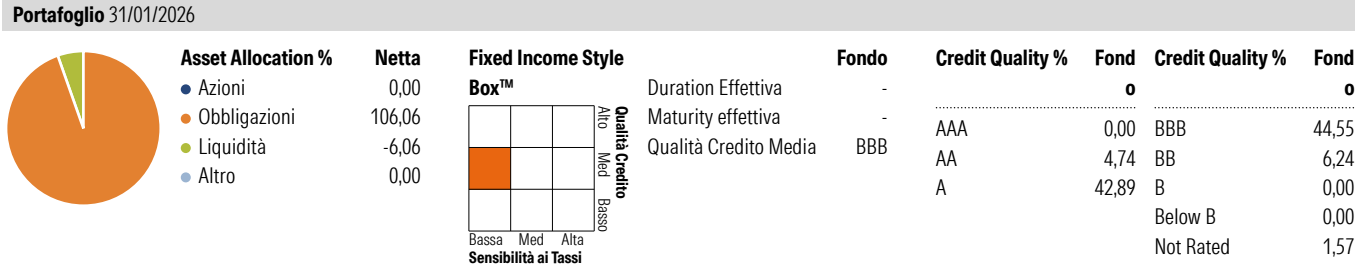 Portafoglio 31/01/2026
Asset Allocation % Netta
Azioni 0,00
Obbligazioni 106,06
Liquidità -6,06
Altro 0,00
Fixed Income Style
Box™
Alto Med Basso
Qualità Credito
Bassa Med Alta
Sensibilità ai Tassi
Fondo
Duration Effettiva -
Maturity effettiva -
Qualità Credito Media BBB
Credit Quality % Fond
o
AAA 0,00
AA 4,74
A 42,89
Credit Quality % Fond
o
BBB 44,55
BB 6,24
B 0,00
Below B 0,00
Not Rated 1,57